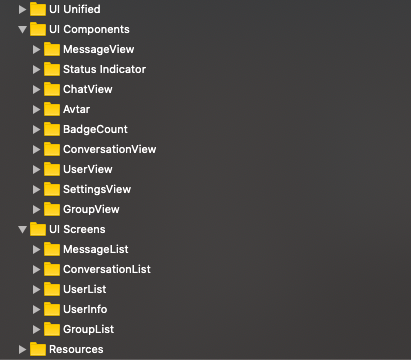 UI Unified
UI Components
MessageView
Status Indicator
ChatView
Avtar
BadgeCount
ConversationView
UserView
SettingsView
GroupView
UI Screens
MessageList
ConversationList
UserList
UserInfo
GroupList
Resources